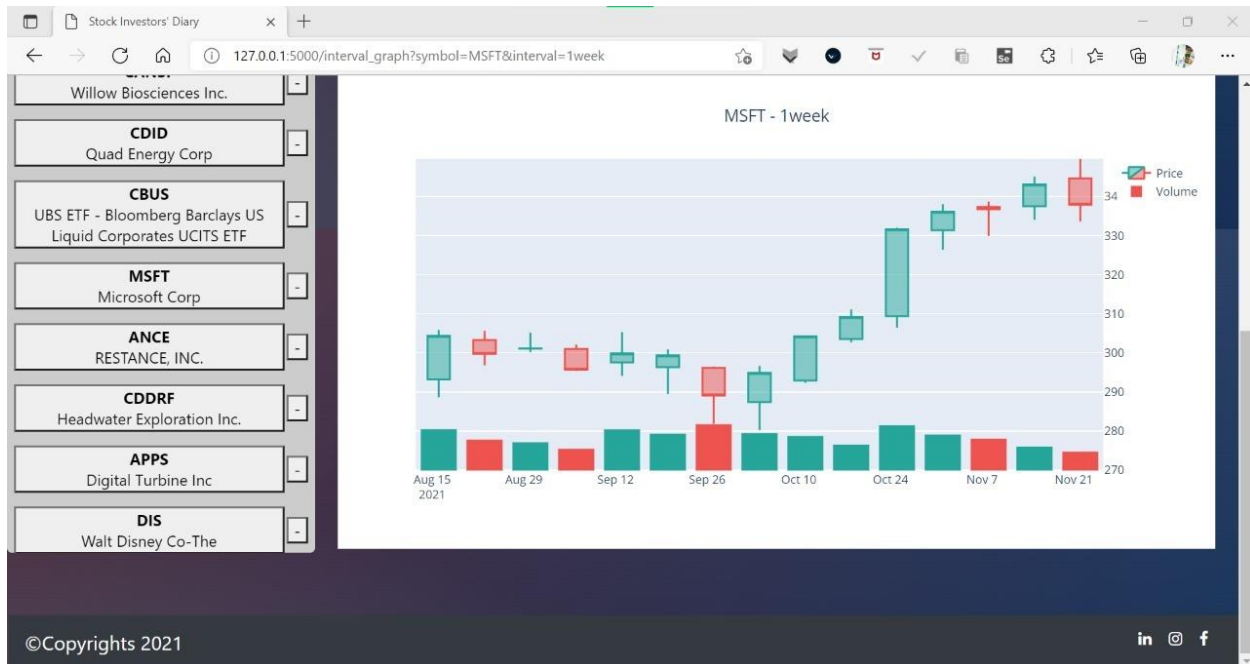 Stock Investors' Diary
127.0.0.1:5000/interval_graph?symbol=MSFT&interval=1week
Willow Biosciences Inc.
-
CDID
Quad Energy Corp
-
CBUS
UBS ETF - Bloomberg Barclays US
Liquid Corporates UCITS ETF
-
MSFT
Microsoft Corp
-
ANCE
RESTANCE, INC.
-
CDDRF
Headwater Exploration Inc.
-
APPS
Digital Turbine Inc
-
DIS
Walt Disney Co-The
-
MSFT - 1week
Price
Volume
34
330
320
310
300
290
280
270
Aug 15 Aug 29 Sep 12 Sep 26 Oct 10 Oct 24 Nov 7 Nov 21
2021
Se
©Copyrights 2021
in f